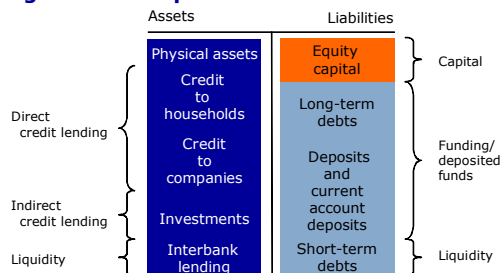 Assets
Liabilities
Physical assets
Credit
to
households
Credit
to
companies
Investments
Interbank
lending
Equity
capital
Long-term
debts
Deposits
and
current
account
deposits
Short-term
debts
Direct
credit lending
Indirect
credit lending
Liquidity
Capital
Funding/
deposited
funds
Liquidity